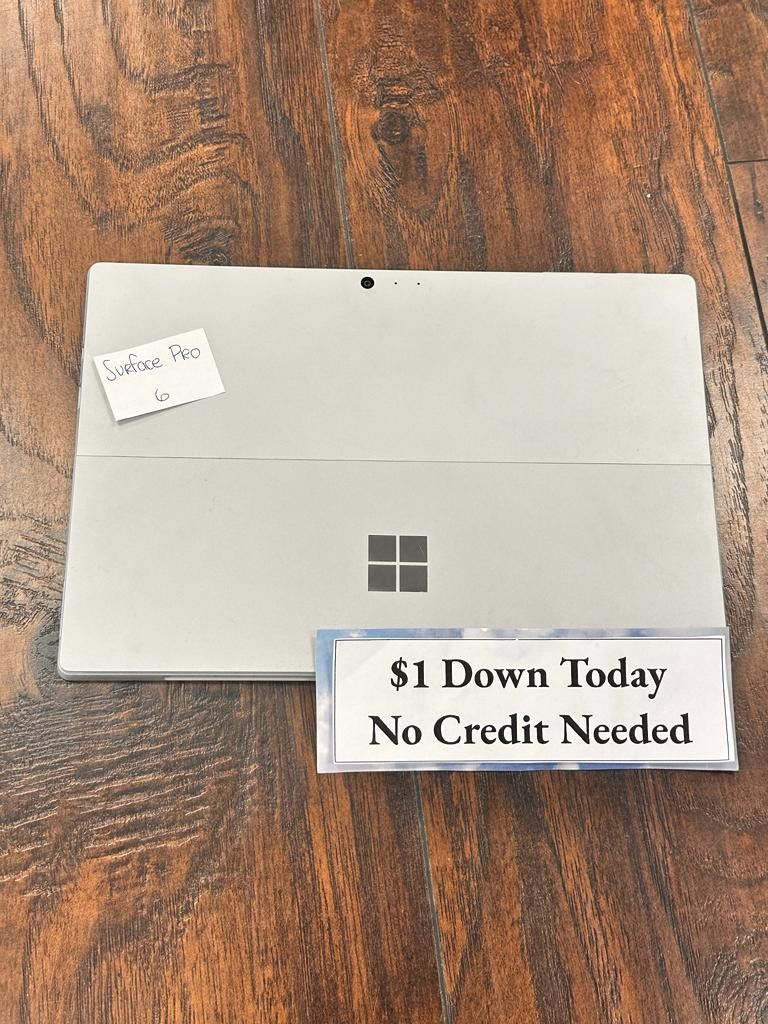 Surface Pro
6
$1 Down Today
No Credit Needed